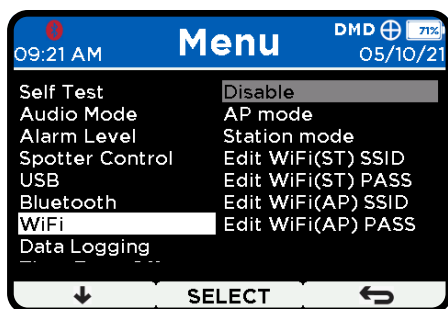 09:21 AM
Menu
DMD 71%
05/10/21
Self Test
Audio Mode
Alarm Level
Spotter Control
USB
Bluetooth
WiFi
Data Logging
Disable
AP mode
Station mode
Edit WiFi(ST) SSID
Edit WiFi(ST) PASS
Edit WiFi(AP) SSID
Edit WiFi(AP) PASS
SELECT